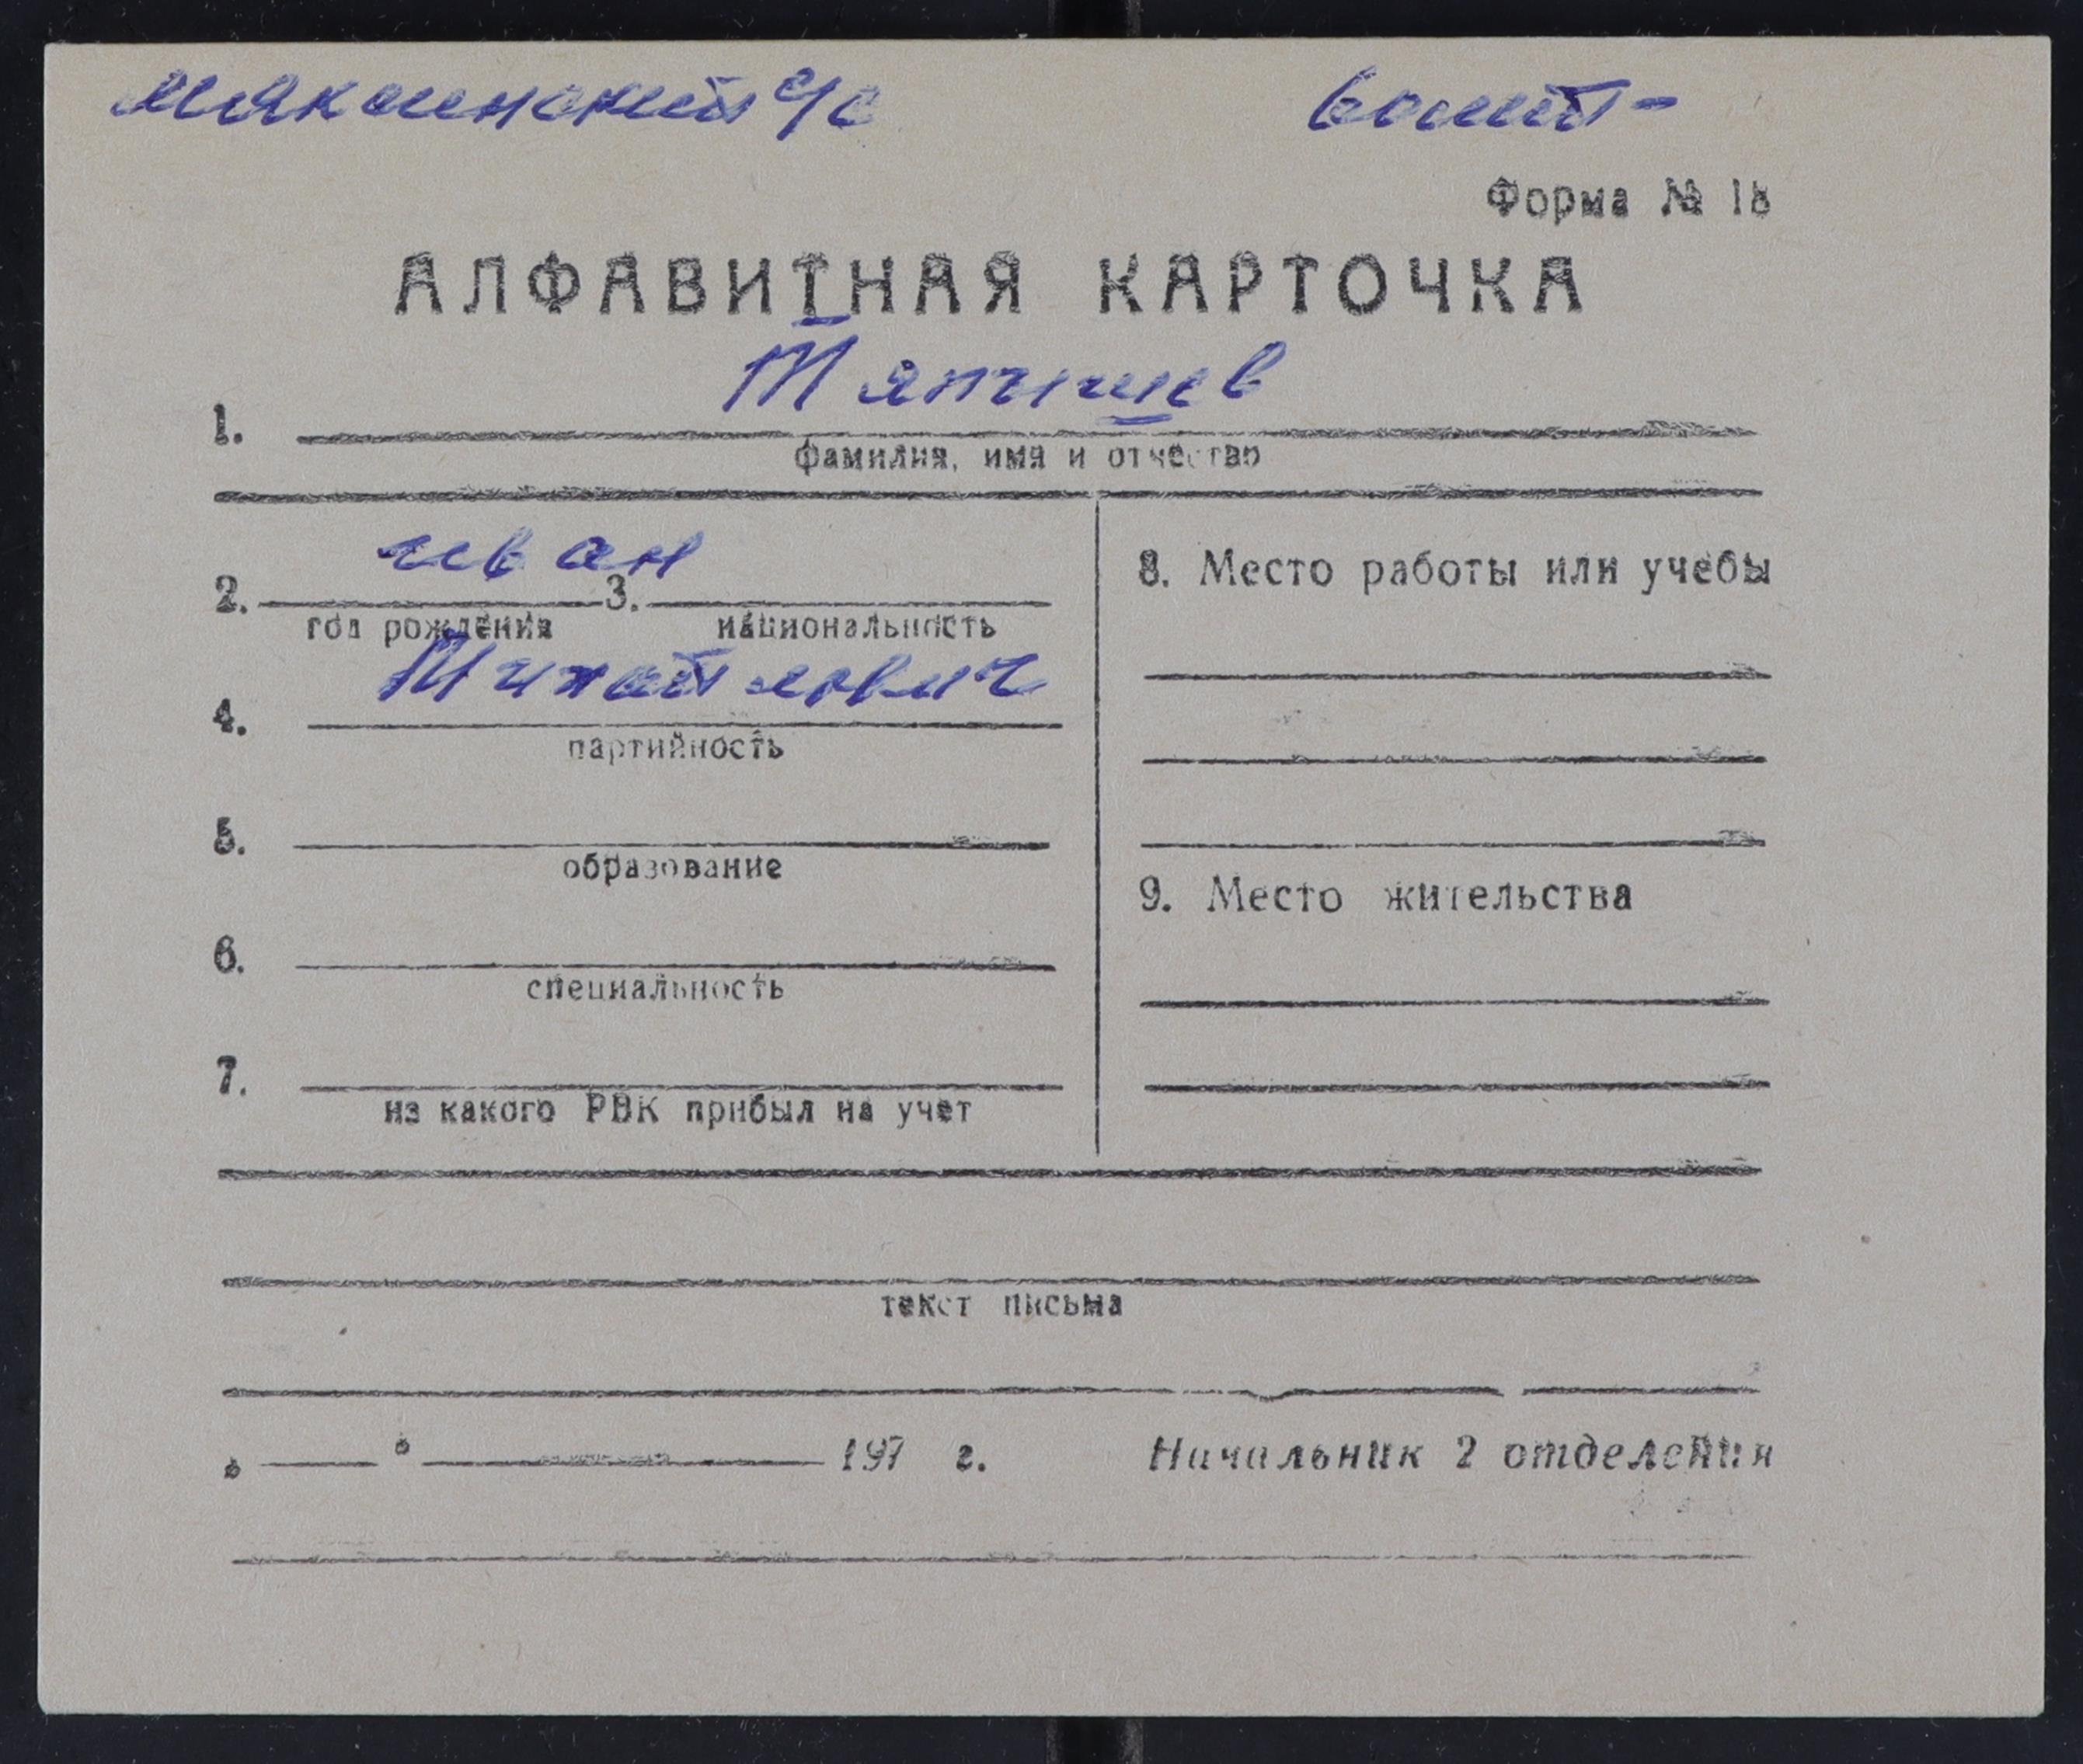 Мякшинский с/с
Форма № 18
АЛФАВИТНАЯ КАРТОЧКА
Тяпышев
1.
фамилия, имя и отчество
иван
2. 3.
год рождения национальность
Михайлович
4.
партийность
5.
образование
6.
специальность
7.
из какого РВК прибыл на учет
8. Место работы или учебы
9. Место жительства
текст письма
„ “ 197 г. Начальник 2 отделения